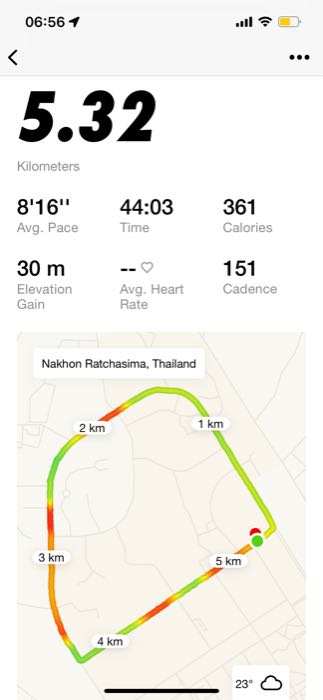 06:56
5.32
Kilometers
8'16'' 44:03 361
Avg. Pace Time Calories
30 m -- 151
Elevation Gain Avg. Heart Rate Cadence
Nakhon Ratchasima, Thailand
1 km
2 km
3 km
5 km
4 km
23°